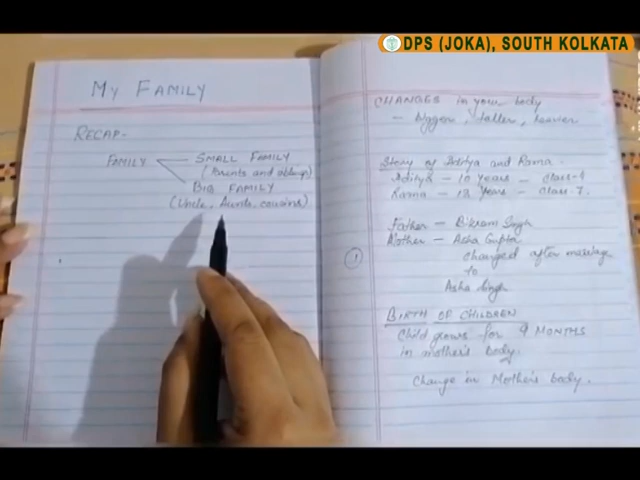 DPS (JOKA), SOUTH KOLKATA
MY FAMILY
RECAP-
FAMILY
SMALL FAMILY
(Parents and siblings)
BIG FAMILY
(Uncle, Aunts, cousins)
CHANGES in your body
- bigger, taller, heavier
Story of Aditya and Rama.
Aditya - 10 years - class-4
Rama - 12 years - class-7.
Father - Bikram Singh
Mother - Asha Gupta
changed after marriage
to
Asha Singh
BIRTH OF CHILDREN
Child grows for 9 MONTHS
in mother's body.
Change in Mother's body.